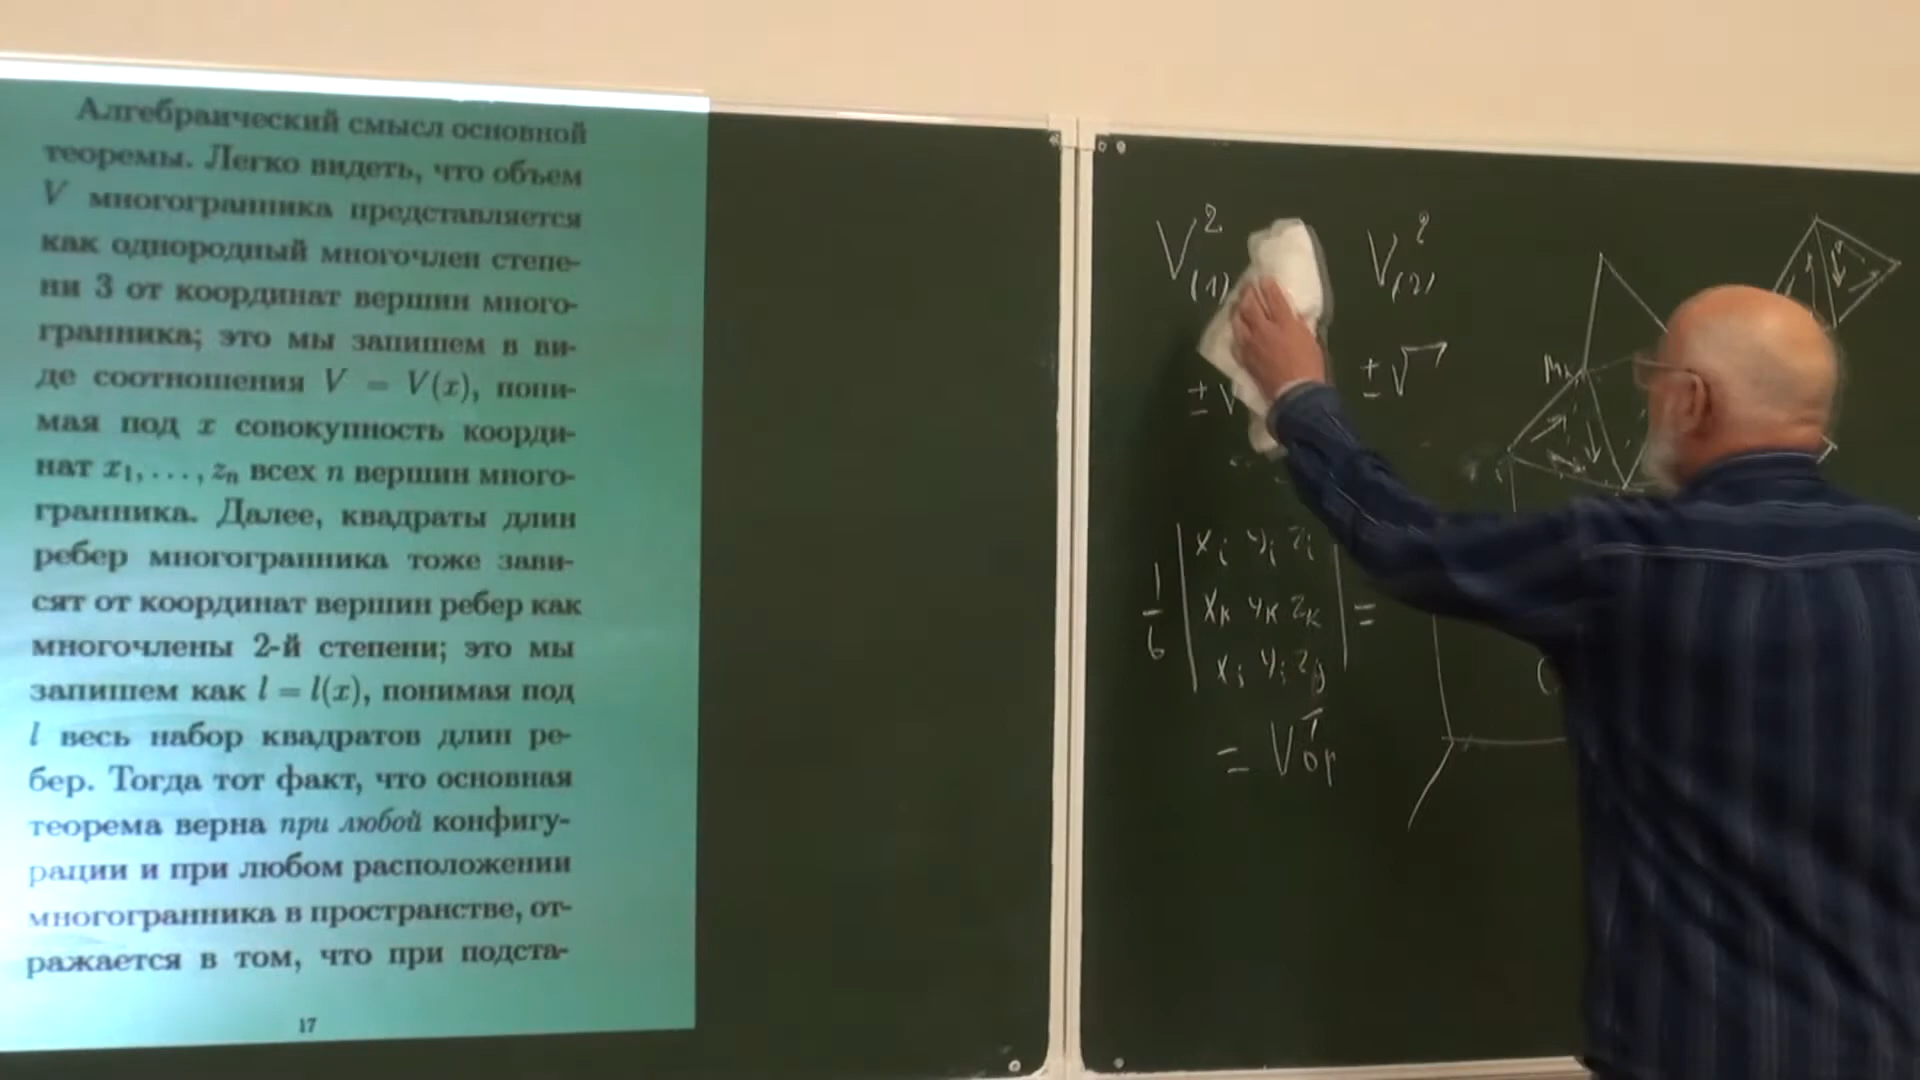 Алгебраический смысл основной
теоремы. Легко видеть, что объем
V многогранника представляется
как однородный многочлен степе-
ни 3 от координат вершин много-
гранника; это мы запишем в ви-
де соотношения V = V(x), пони-
мая под x совокупность коорди-
нат x₁, . . . , zₙ всех n вершин много-
гранника. Далее, квадраты длин
ребер многогранника тоже зави-
сят от координат вершин ребер как
многочлены 2-й степени; это мы
запишем как l = l(x), понимая под
l весь набор квадратов длин ре-
бер. Тогда тот факт, что основная
теорема верна при любой конфигу-
рации и при любом расположении
многогранника в пространстве, от-
ражается в том, что при подста-
17
V²₍₁₎ V²₍₂₎
± √ ± √
xᵢ yᵢ zᵢ
1/6 xₖ yₖ zₖ =
= V